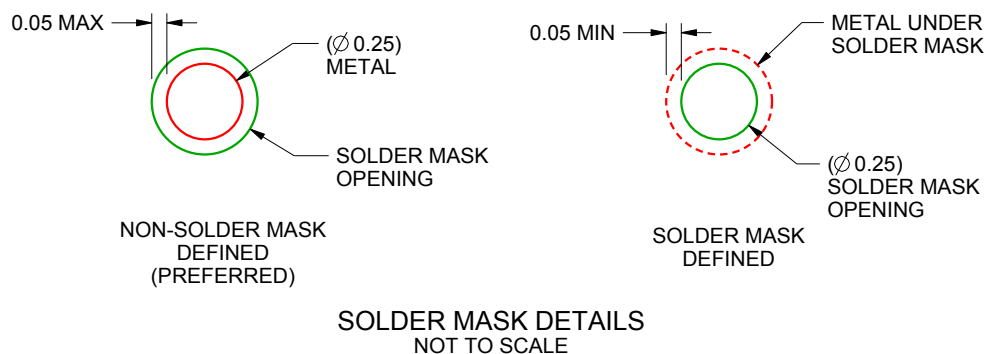 0.05 MAX
(∅ 0.25)
METAL
SOLDER MASK
OPENING
NON-SOLDER MASK
DEFINED
(PREFERRED)
0.05 MIN
METAL UNDER
SOLDER MASK
(∅ 0.25)
SOLDER MASK
OPENING
SOLDER MASK
DEFINED
SOLDER MASK DETAILS
NOT TO SCALE